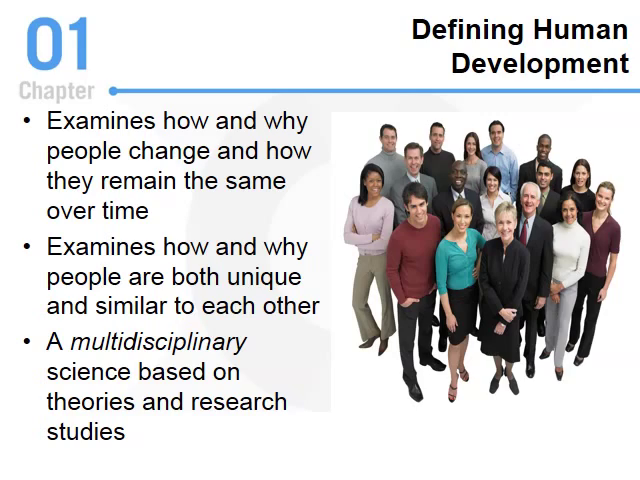 01
Chapter
Defining Human
Development
• Examines how and why
people change and how
they remain the same
over time
• Examines how and why
people are both unique
and similar to each other
• A multidisciplinary
science based on
theories and research
studies